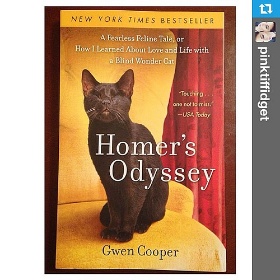 NEW YORK TIMES BESTSELLER
A Fearless Feline Tale, or
How I Learned About Love and Life with
a Blind Wonder Cat
"Touching . . .
one not to miss."
—USA Today
Homer's
Odyssey
Gwen Cooper
pinktiffidget